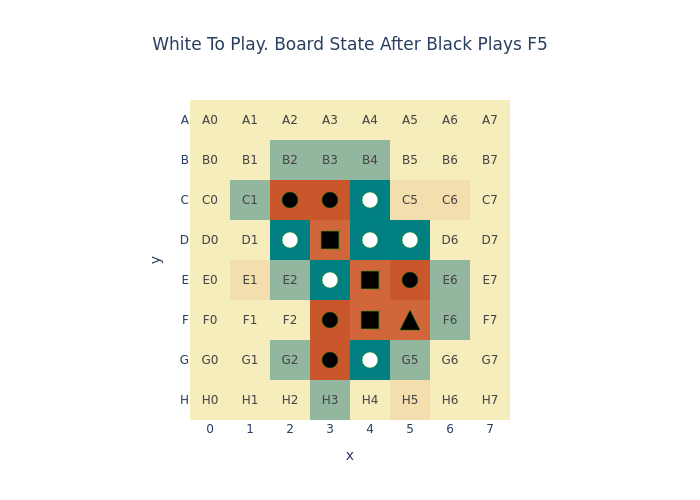 White To Play. Board State After Black Plays F5
A A0 A1 A2 A3 A4 A5 A6 A7
B B0 B1 B2 B3 B4 B5 B6 B7
C C0 C1 C5 C6 C7
D D0 D1 D6 D7
y
E E0 E1 E2 E6 E7
F F0 F1 F2 F6 F7
G G0 G1 G2 G5 G6 G7
H H0 H1 H2 H3 H4 H5 H6 H7
0 1 2 3 4 5 6 7
x